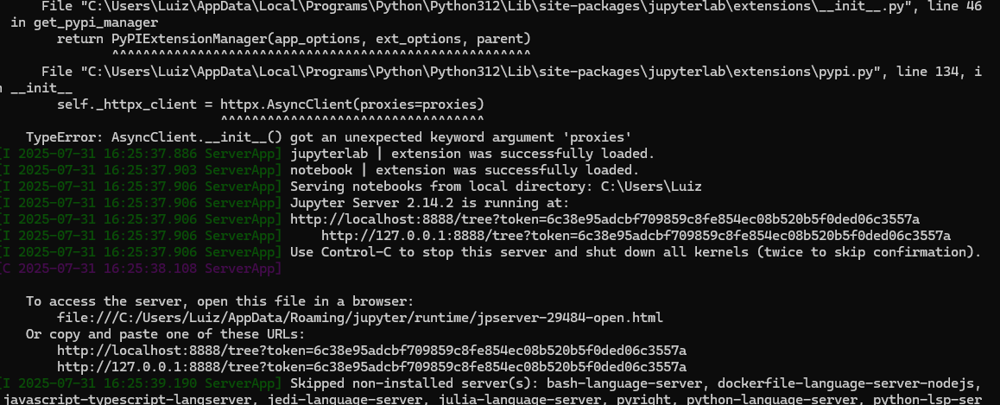 File "C:\Users\Luiz\AppData\Local\Programs\Python\Python312\Lib\site-packages\jupyterlab\extensions\__init__.py", line 46
in get_pypi_manager
return PyPIExtensionManager(app_options, ext_options, parent)
^^^^^^^^^^^^^^^^^^^^^^^^^^^^^^^^^^^^^^^^^^^^^^^^^^^^^^
File "C:\Users\Luiz\AppData\Local\Programs\Python\Python312\Lib\site-packages\jupyterlab\extensions\pypi.py", line 134, i
n __init__
self._httpx_client = httpx.AsyncClient(proxies=proxies)
^^^^^^^^^^^^^^^^^^^^^^^^^^^^^^^^^^
TypeError: AsyncClient.__init__() got an unexpected keyword argument 'proxies'
[I 2025-07-31 16:25:37.886 ServerApp] jupyterlab | extension was successfully loaded.
[I 2025-07-31 16:25:37.903 ServerApp] notebook | extension was successfully loaded.
[I 2025-07-31 16:25:37.906 ServerApp] Serving notebooks from local directory: C:\Users\Luiz
[I 2025-07-31 16:25:37.906 ServerApp] Jupyter Server 2.14.2 is running at:
[I 2025-07-31 16:25:37.906 ServerApp] http://localhost:8888/tree?token=6c38e95adcbf709859c8fe854ec08b520b5f0ded06c3557a
[I 2025-07-31 16:25:37.906 ServerApp] http://127.0.0.1:8888/tree?token=6c38e95adcbf709859c8fe854ec08b520b5f0ded06c3557a
[I 2025-07-31 16:25:37.906 ServerApp] Use Control-C to stop this server and shut down all kernels (twice to skip confirmation).
[C 2025-07-31 16:25:38.108 ServerApp]
To access the server, open this file in a browser:
file:///C:/Users/Luiz/AppData/Roaming/jupyter/runtime/jpserver-29484-open.html
Or copy and paste one of these URLs:
http://localhost:8888/tree?token=6c38e95adcbf709859c8fe854ec08b520b5f0ded06c3557a
http://127.0.0.1:8888/tree?token=6c38e95adcbf709859c8fe854ec08b520b5f0ded06c3557a
[I 2025-07-31 16:25:39.190 ServerApp] Skipped non-installed server(s): bash-language-server, dockerfile-language-server-nodejs,
javascript-typescript-langserver, jedi-language-server, julia-language-server, pyright, python-language-server, python-lsp-ser